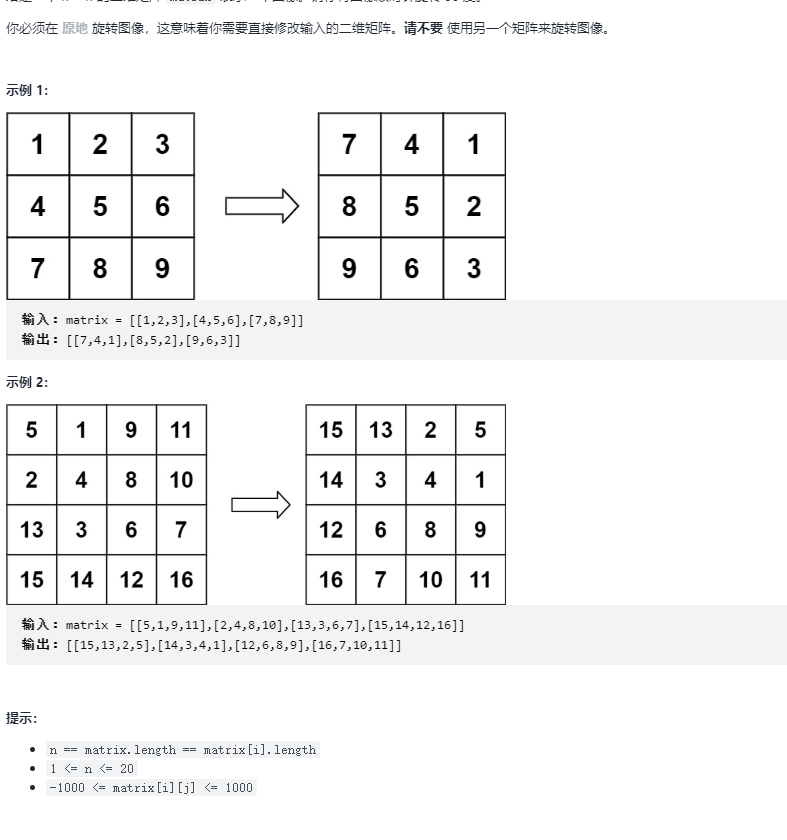 你必须在 原地 旋转图像，这意味着你需要直接修改输入的二维矩阵。请不要 使用另一个矩阵来旋转图像。
示例 1：
1 2 3 7 4 1
4 5 6 8 5 2
7 8 9 9 6 3
输入：matrix = [[1,2,3],[4,5,6],[7,8,9]]
输出：[[7,4,1],[8,5,2],[9,6,3]]
示例 2：
5 1 9 11 15 13 2 5
2 4 8 10 14 3 4 1
13 3 6 7 12 6 8 9
15 14 12 16 16 7 10 11
输入：matrix = [[5,1,9,11],[2,4,8,10],[13,3,6,7],[15,14,12,16]]
输出：[[15,13,2,5],[14,3,4,1],[12,6,8,9],[16,7,10,11]]
提示：
n == matrix.length == matrix[i].length
1 <= n <= 20
-1000 <= matrix[i][j] <= 1000